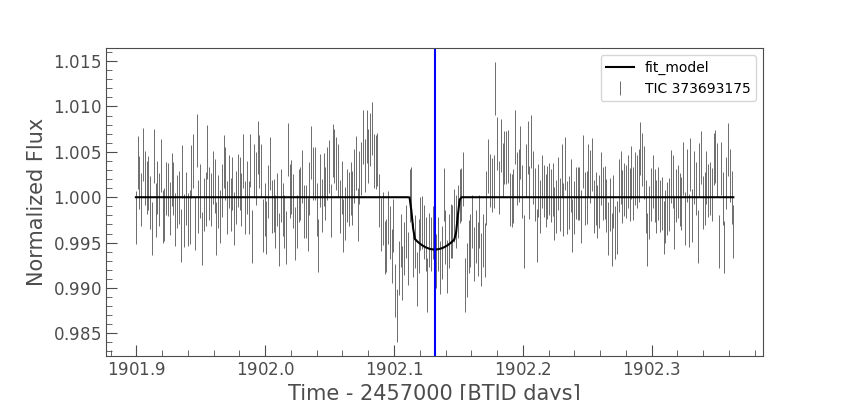 1.015
1.010
1.005
1.000
0.995
0.990
0.985
Normalized Flux
fit_model
TIC 373693175
1901.9 1902.0 1902.1 1902.2 1902.3
Time - 2457000 [BTJD days]